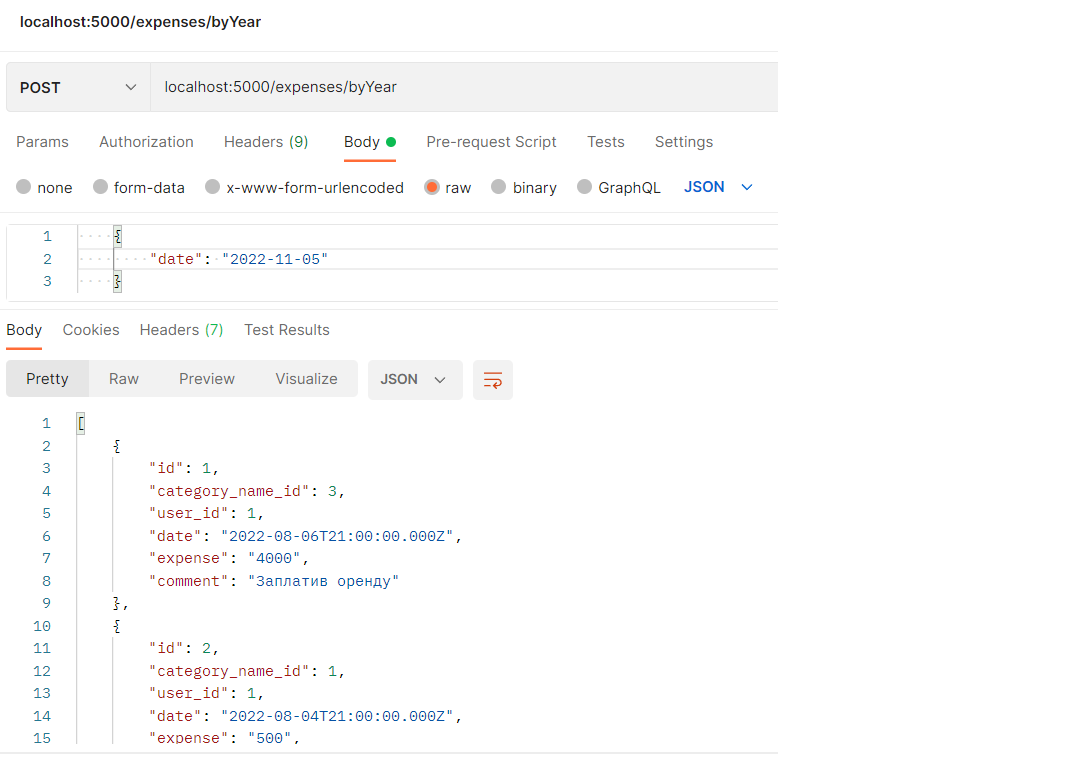 localhost:5000/expenses/byYear
POST localhost:5000/expenses/byYear
Params Authorization Headers (9) Body Pre-request Script Tests Settings
none form-data x-www-form-urlencoded raw binary GraphQL JSON
1 {
2 "date": "2022-11-05"
3 }
Body Cookies Headers (7) Test Results
Pretty Raw Preview Visualize JSON
1 [
2 {
3 "id": 1,
4 "category_name_id": 3,
5 "user_id": 1,
6 "date": "2022-08-06T21:00:00.000Z",
7 "expense": "4000",
8 "comment": "Заплатив оренду"
9 },
10 {
11 "id": 2,
12 "category_name_id": 1,
13 "user_id": 1,
14 "date": "2022-08-04T21:00:00.000Z",
15 "expense": "500",